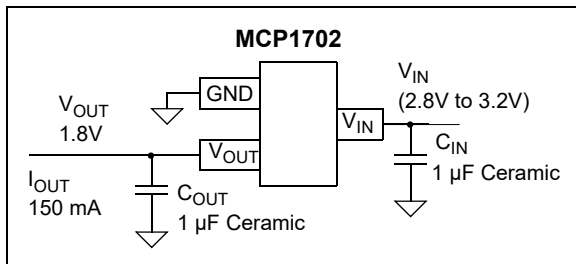 MCP1702
GND
V_IN
(2.8V to 3.2V)
V_OUT
1.8V
V_IN
V_OUT
C_IN
1 µF Ceramic
I_OUT
150 mA
C_OUT
1 µF Ceramic